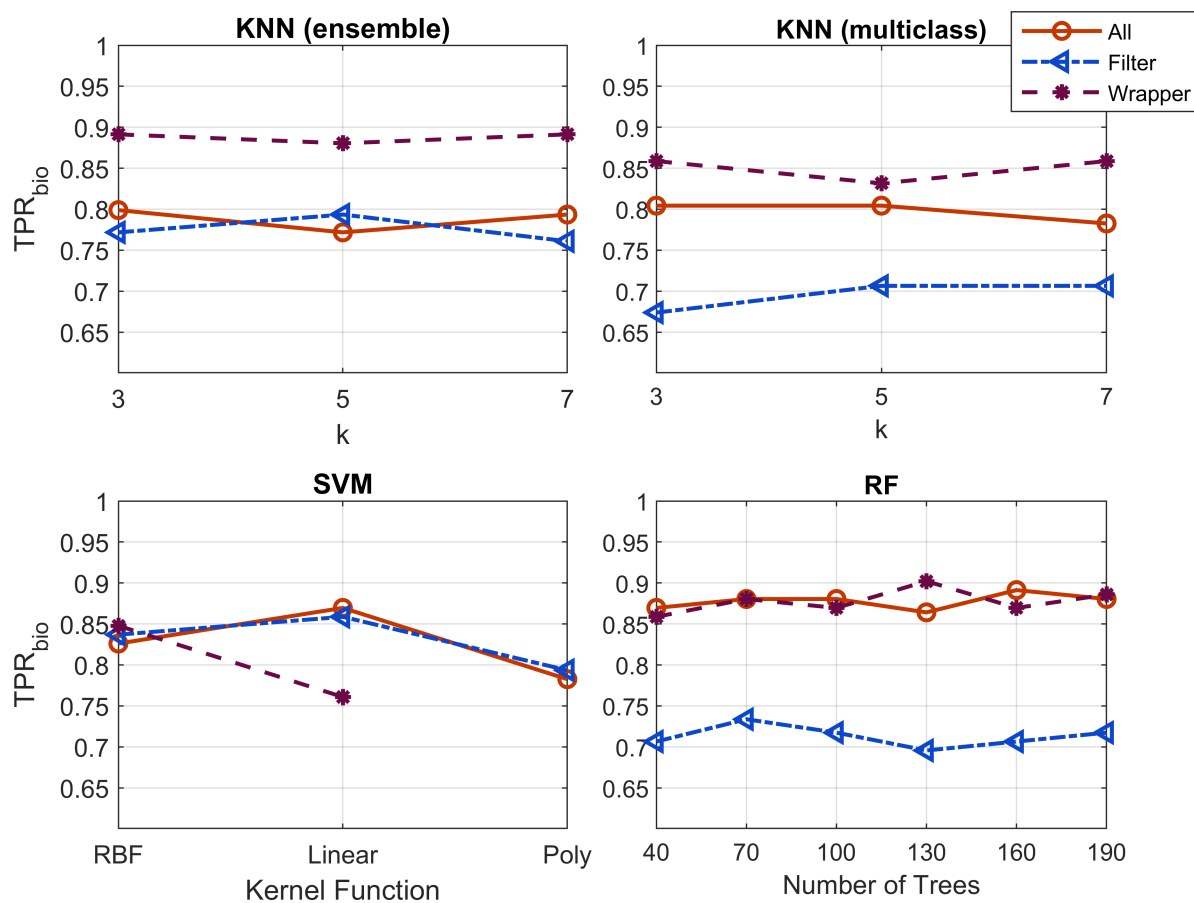 KNN (ensemble)
1
0.95
0.9
0.85
0.8
0.75
0.7
0.65
TPR_bio
3 5 7
k
KNN (multiclass)
All
Filter
Wrapper
1
0.95
0.9
0.85
0.8
0.75
0.7
0.65
3 5 7
k
SVM
1
0.95
0.9
0.85
0.8
0.75
0.7
0.65
TPR_bio
RBF Linear Poly
Kernel Function
RF
1
0.95
0.9
0.85
0.8
0.75
0.7
0.65
40 70 100 130 160 190
Number of Trees